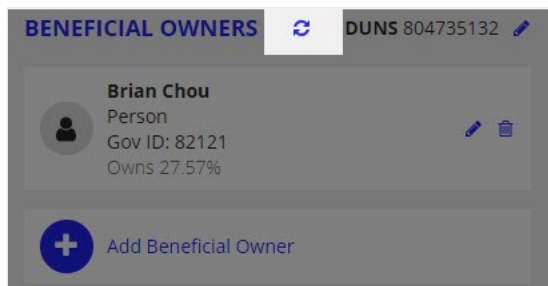 BENEFICIAL OWNERS DUNS 804735132
Brian Chou
Person
Gov ID: 82121
Owns 27.57%
Add Beneficial Owner